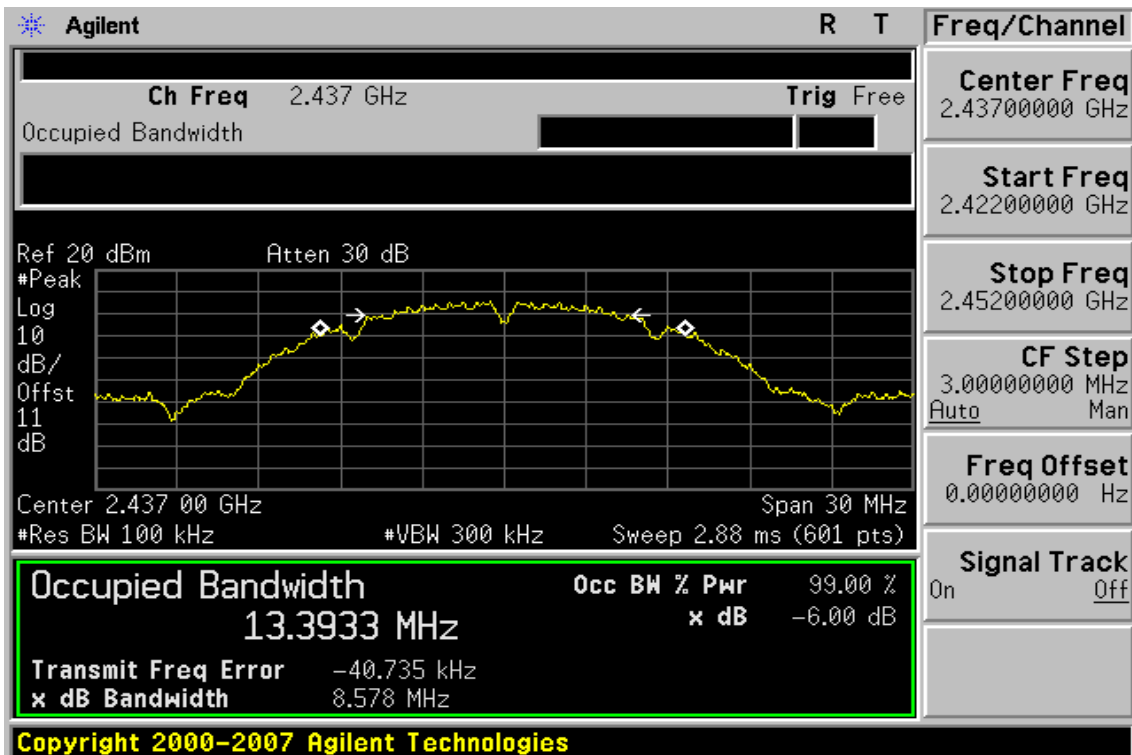 Agilent R T
Ch Freq 2.437 GHz Trig Free
Occupied Bandwidth
Ref 20 dBm Atten 30 dB
#Peak
Log
10
dB/
Offst
11
dB
Center 2.437 00 GHz Span 30 MHz
#Res BW 100 kHz #VBW 300 kHz Sweep 2.88 ms (601 pts)
Occupied Bandwidth
13.3933 MHz
Occ BW % Pwr 99.00 %
x dB -6.00 dB
Transmit Freq Error -40.735 kHz
x dB Bandwidth 8.578 MHz
Copyright 2000-2007 Agilent Technologies
Freq/Channel
Center Freq
2.43700000 GHz
Start Freq
2.42200000 GHz
Stop Freq
2.45200000 GHz
CF Step
3.00000000 MHz
Auto Man
Freq Offset
0.00000000 Hz
Signal Track
On Off